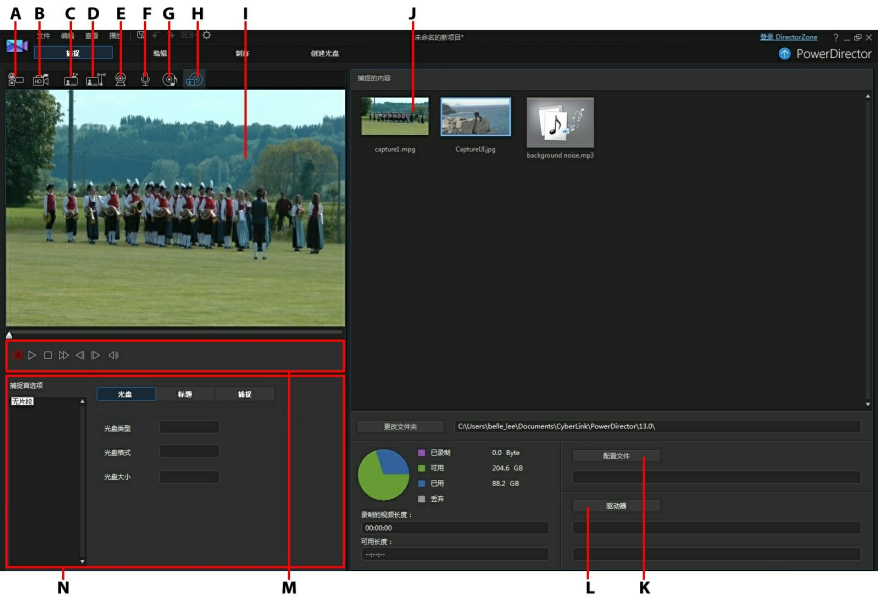 A B C D E F G H I J
文件 编辑 查看 播放
未命名的新项目*
登录 DirectorZone ?
捕捉 编辑 制作 创建光盘
PowerDirector
捕捉的内容
capture1.mpg CaptureUI.jpg background noise.mp3
捕捉首选项
无片段
光盘 标题 捕捉
光盘类型
光盘格式
光盘大小
更改文件夹 C:\Users\belle_lee\Documents\CyberLink\PowerDirector\13.0\
已录制 0.0 Byte
可用 204.6 GB
已用 88.2 GB
丢弃
配置文件
驱动器
录制的视频长度：
00:00:00
可用长度：
--:--:--
N M L K